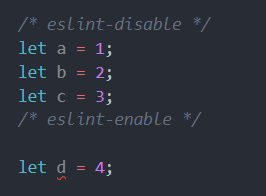 /* eslint-disable */
let a = 1;
let b = 2;
let c = 3;
/* eslint-enable */
let d = 4;